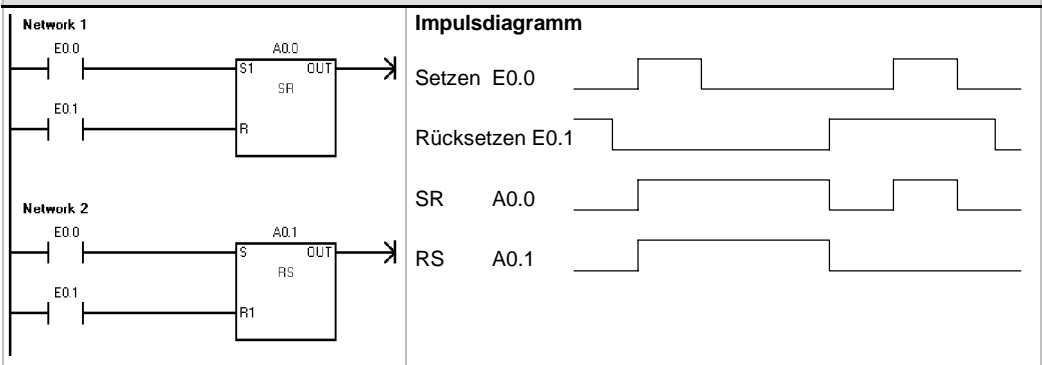 Network 1
E0.0
A0.0
S1 OUT
SR
E0.1
R
Network 2
E0.0
A0.1
S OUT
RS
E0.1
R1
Impulsdiagramm
Setzen E0.0
Rücksetzen E0.1
SR A0.0
RS A0.1